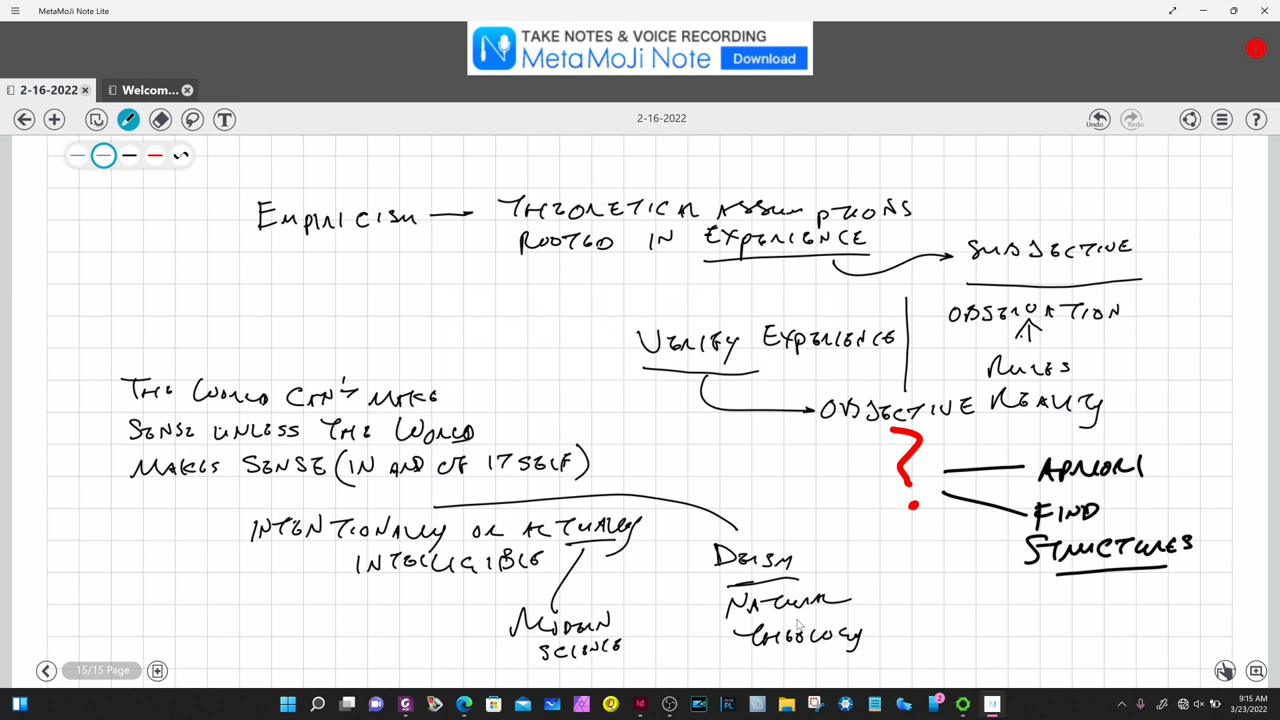 MetaMoJi Note Lite
TAKE NOTES & VOICE RECORDING
MetaMoJi Note Download
2-16-2022
Welcom...
2-16-2022
Undo
Redo
EMPIRICISM → THEORETICAL ASSUMPTIONS
ROOTED IN EXPERIENCE
SUBJECTIVE
OBSERVATION
RULES
VERIFY EXPERIENCE
OBJECTIVE REALITY
?
APRIORI
FIND
STRUCTURES
THE WORLD CAN'T MAKE
SENSE UNLESS THE WORLD
MAKES SENSE (IN AND OF ITSELF)
INTENTIONALLY OR ACTUALLY
INTELLIGIBLE
DEISM
NATURAL
THEOLOGY
MODERN
SCIENCE
15/15 Page
9:15 AM
3/23/2022